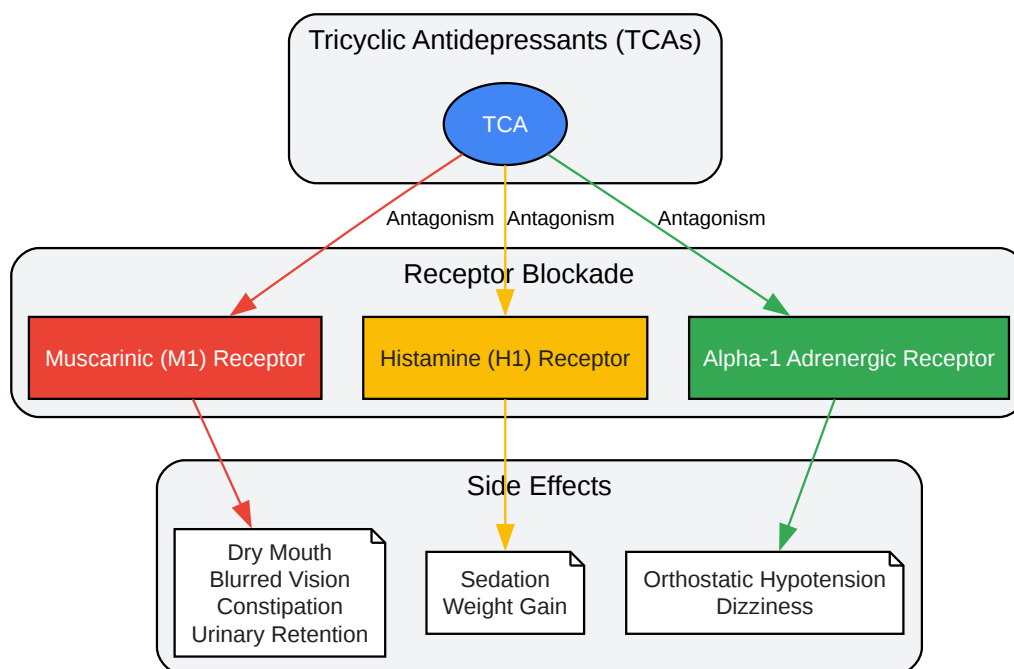 Tricyclic Antidepressants (TCAs)
TCA
Antagonism
Antagonism
Antagonism
Receptor Blockade
Muscarinic (M1) Receptor
Histamine (H1) Receptor
Alpha-1 Adrenergic Receptor
Side Effects
Dry Mouth
Blurred Vision
Constipation
Urinary Retention
Sedation
Weight Gain
Orthostatic Hypotension
Dizziness